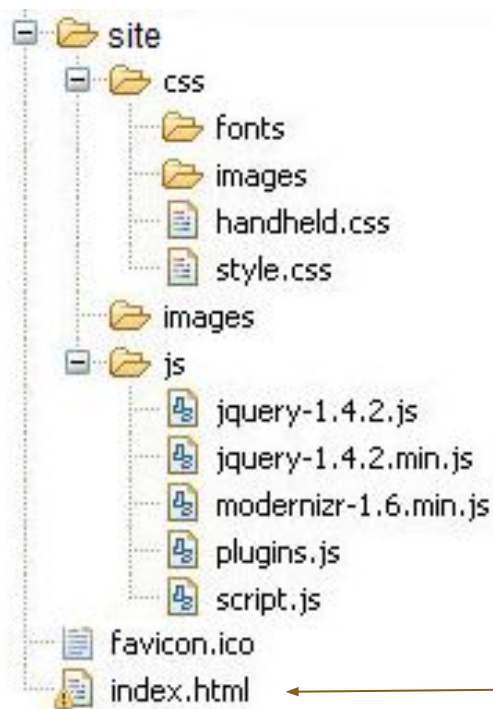 site
css
fonts
images
handheld.css
style.css
images
js
jquery-1.4.2.js
jquery-1.4.2.min.js
modernizr-1.6.min.js
plugins.js
script.js
favicon.ico
index.html